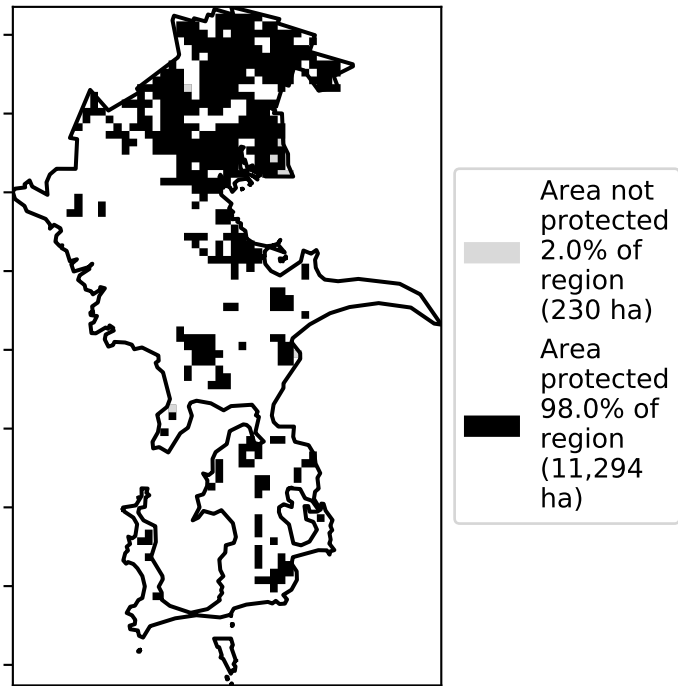 Area not
protected
2.0% of
region
(230 ha)
Area
protected
98.0% of
region
(11,294
ha)